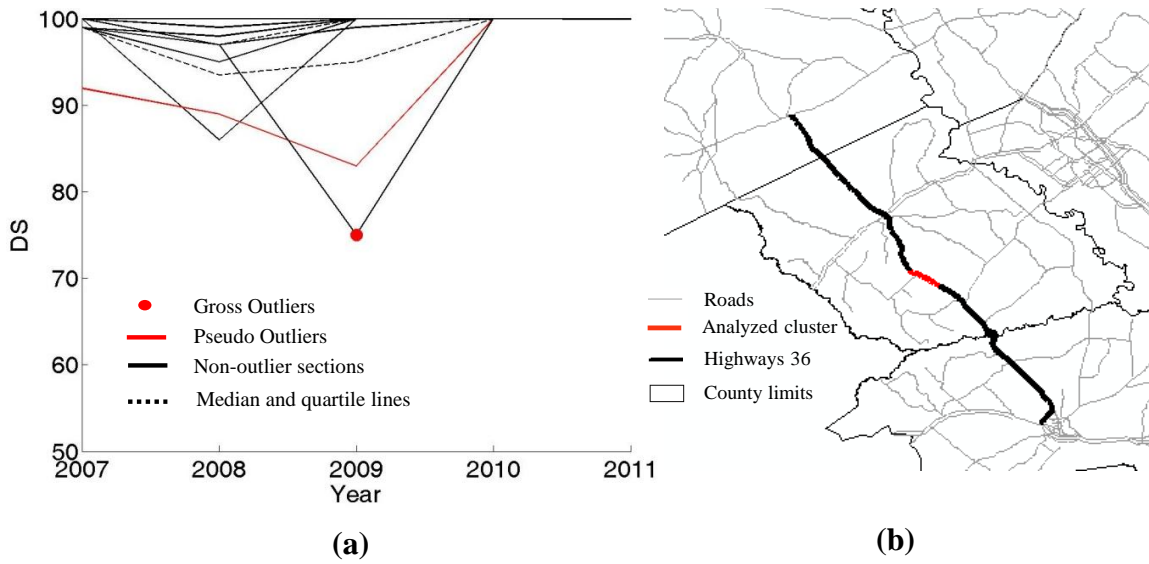 100
90
80
70
60
50
DS
2007
2008
2009
2010
2011
Year
Gross Outliers
Pseudo Outliers
Non-outlier sections
Median and quartile lines
(a)
Roads
Analyzed cluster
Highways 36
County limits
(b)